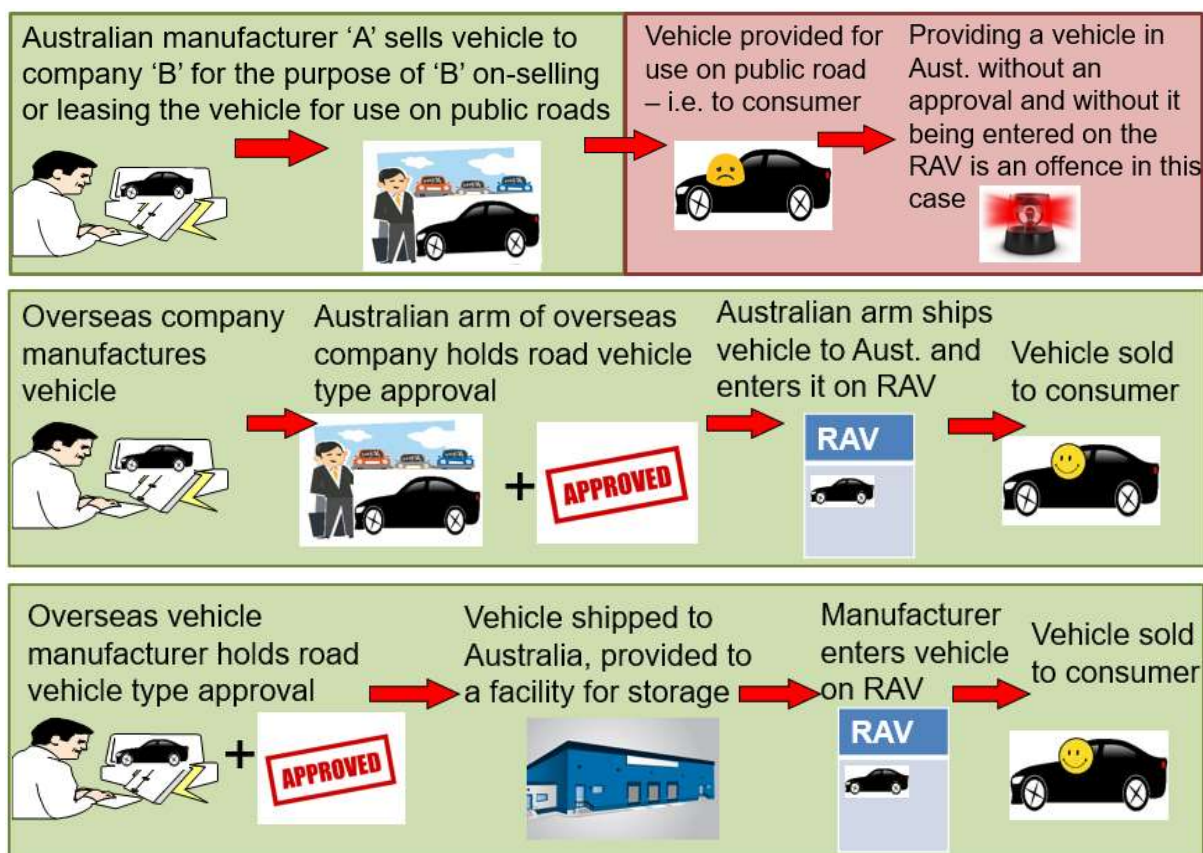 Australian manufacturer ‘A’ sells vehicle to
company ‘B’ for the purpose of ‘B’ on-selling
or leasing the vehicle for use on public roads
Vehicle provided for
use on public road
– i.e. to consumer
Providing a vehicle in
Aust. without an
approval and without it
being entered on the
RAV is an offence in this
case
Overseas company
manufactures
vehicle
Australian arm of overseas
company holds road vehicle
type approval
+
APPROVED
Australian arm ships
vehicle to Aust. and
enters it on RAV
RAV
Vehicle sold
to consumer
Overseas vehicle
manufacturer holds road
vehicle type approval
+
APPROVED
Vehicle shipped to
Australia, provided to
a facility for storage
Manufacturer
enters vehicle
on RAV
RAV
Vehicle sold
to consumer